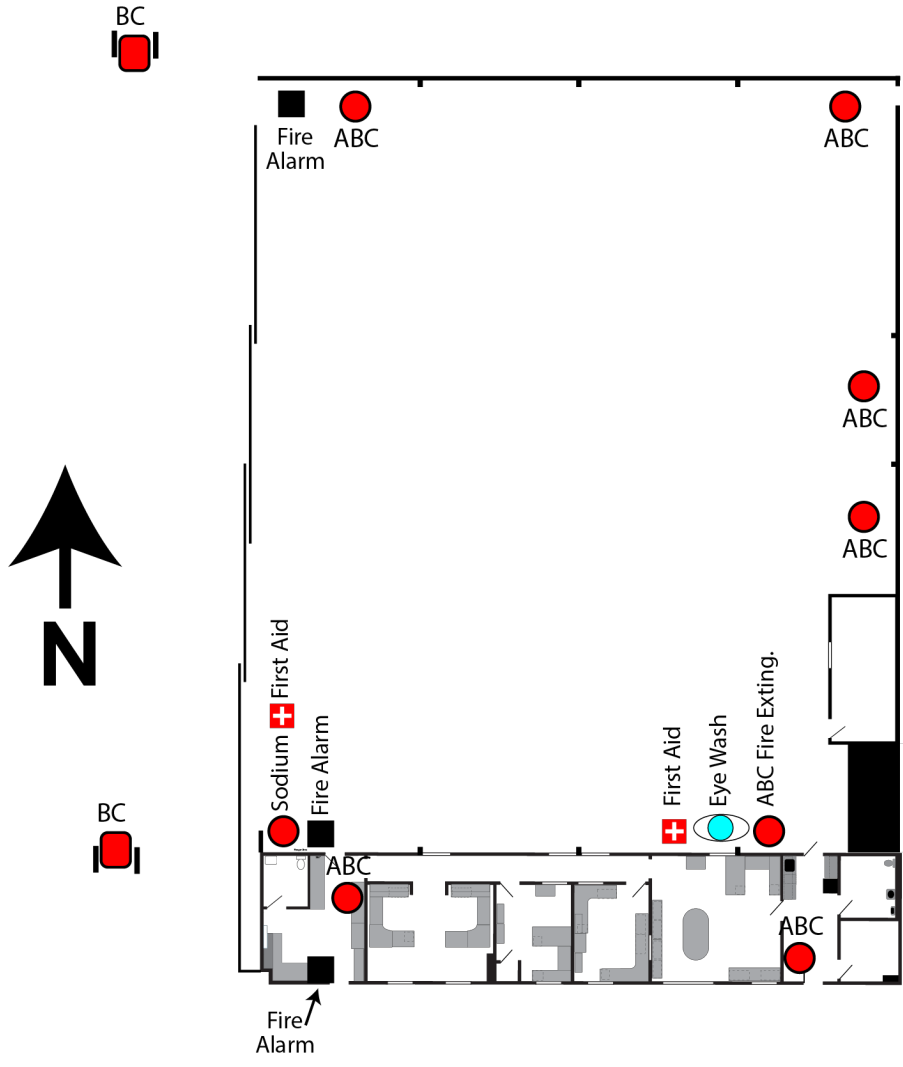 BC
Fire
Alarm
ABC
ABC
ABC
ABC
N
First Aid
Sodium
Fire Alarm
First Aid
Eye Wash
ABC Fire Exting.
BC
ABC
ABC
Fire
Alarm